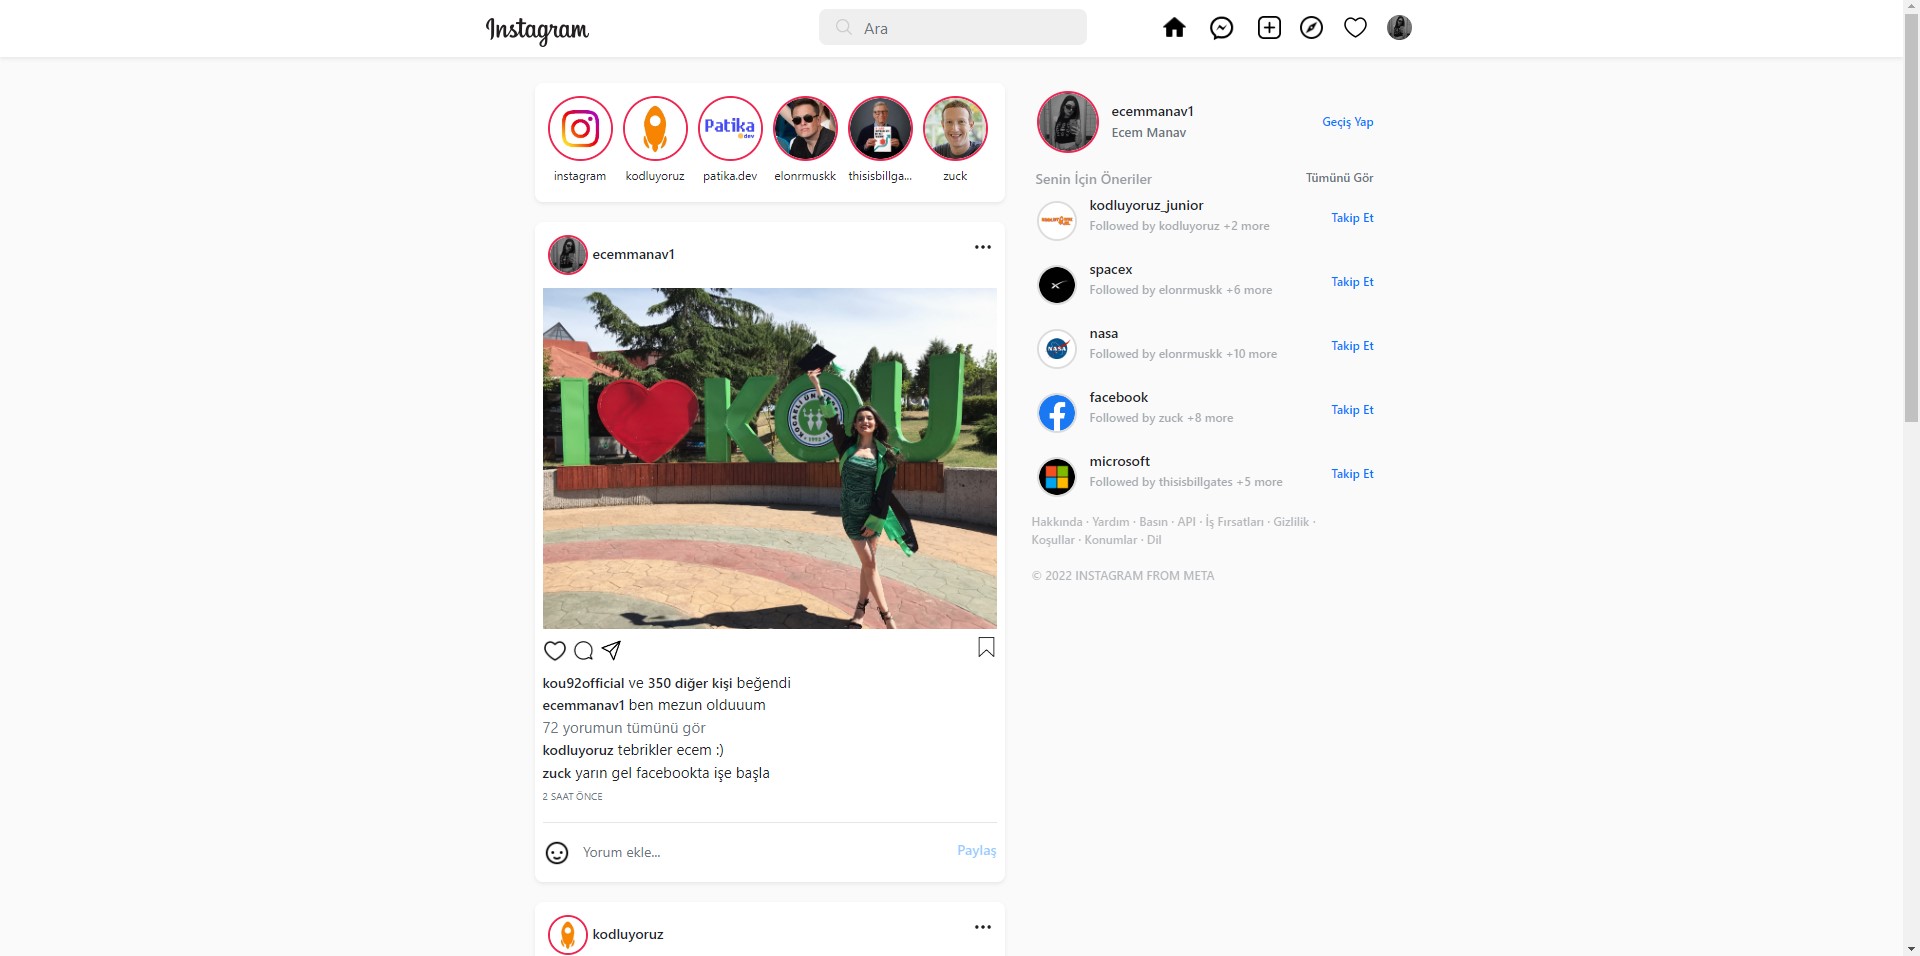 Instagram
Ara
Patika
dev
instagram
kodluyoruz
patika.dev
elonrmuskk
thisisbillga...
zuck
ecemmanav1
Ecem Manav
Geçiş Yap
Senin İçin Öneriler
Tümünü Gör
kodluyoruz_junior
Followed by kodluyoruz +2 more
Takip Et
spacex
Followed by elonrmuskk +6 more
Takip Et
NASA
nasa
Followed by elonrmuskk +10 more
Takip Et
facebook
Followed by zuck +8 more
Takip Et
microsoft
Followed by thisisbillgates +5 more
Takip Et
Hakkında · Yardım · Basın · API · İş Fırsatları · Gizlilik ·
Koşullar · Konumlar · Dil
© 2022 INSTAGRAM FROM META
ecemmanav1
I KOU
1992
kou92official ve 350 diğer kişi beğendi
ecemmanav1 ben mezun olduuum
72 yorumun tümünü gör
kodluyoruz tebrikler ecem :)
zuck yarın gel facebookta işe başla
2 SAAT ÖNCE
Yorum ekle...
Paylaş
kodluyoruz